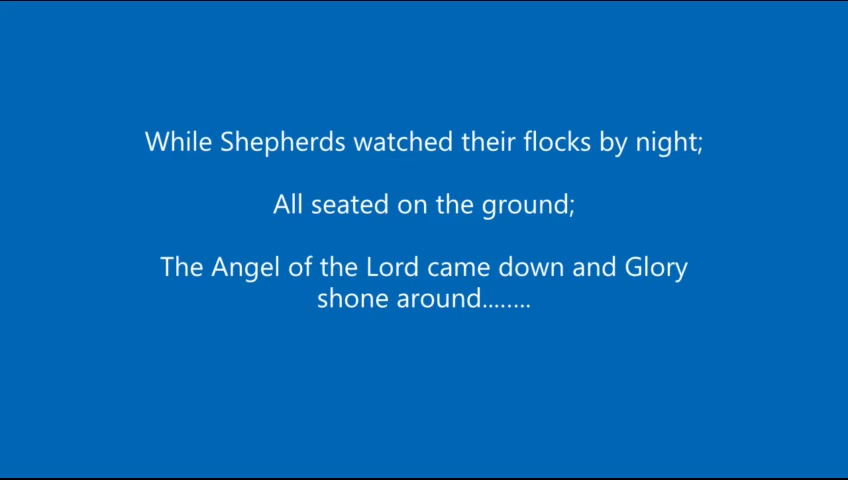 While Shepherds watched their flocks by night;
All seated on the ground;
The Angel of the Lord came down and Glory
shone around........